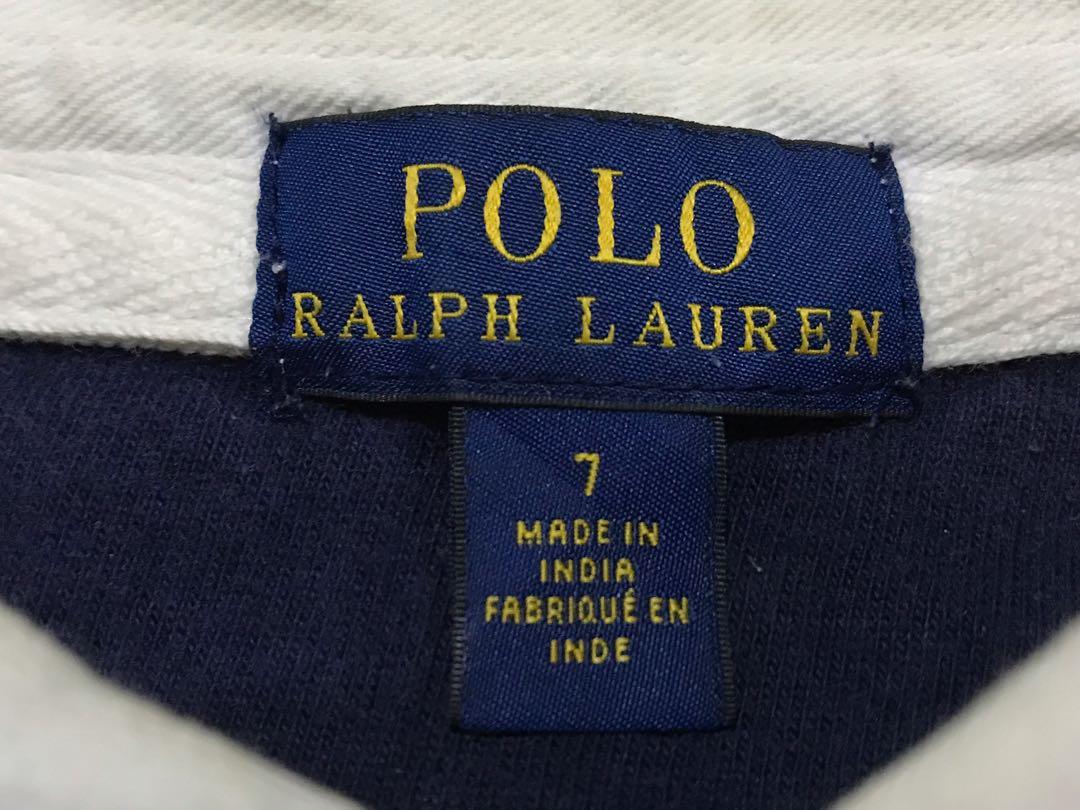 POLO
RALPH LAUREN
7
MADE IN
INDIA
FABRIQUÉ EN
INDE